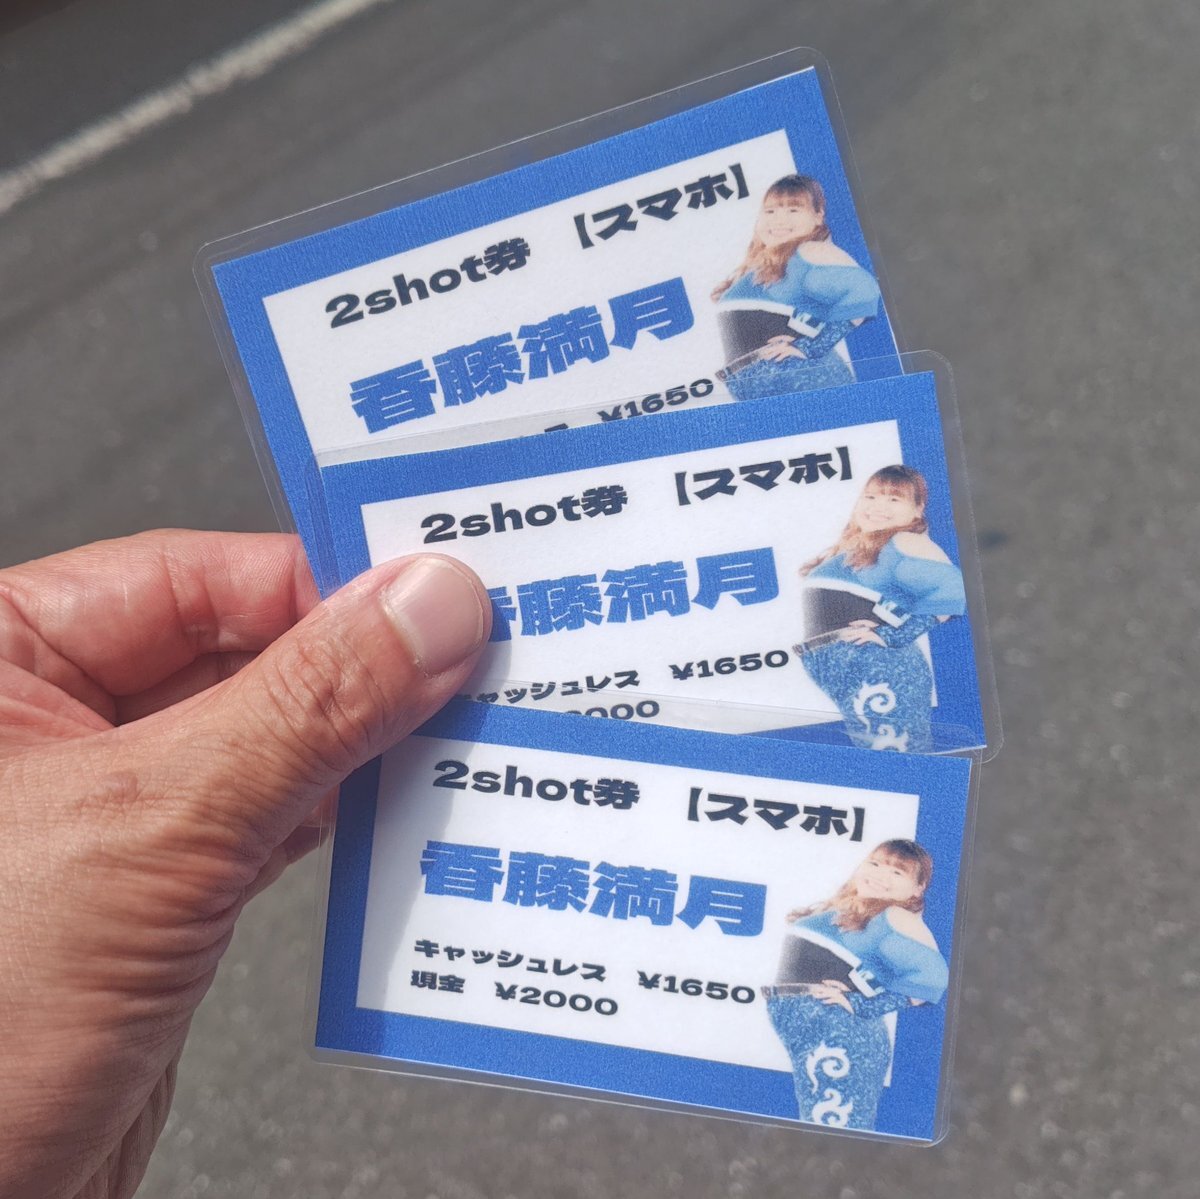 2shot券 【スマホ】
香藤満月
¥1650
2shot券 【スマホ】
藤満月
キャッシュレス ¥1650
2000
2shot券 【スマホ】
香藤満月
キャッシュレス ¥1650
現金 ¥2000